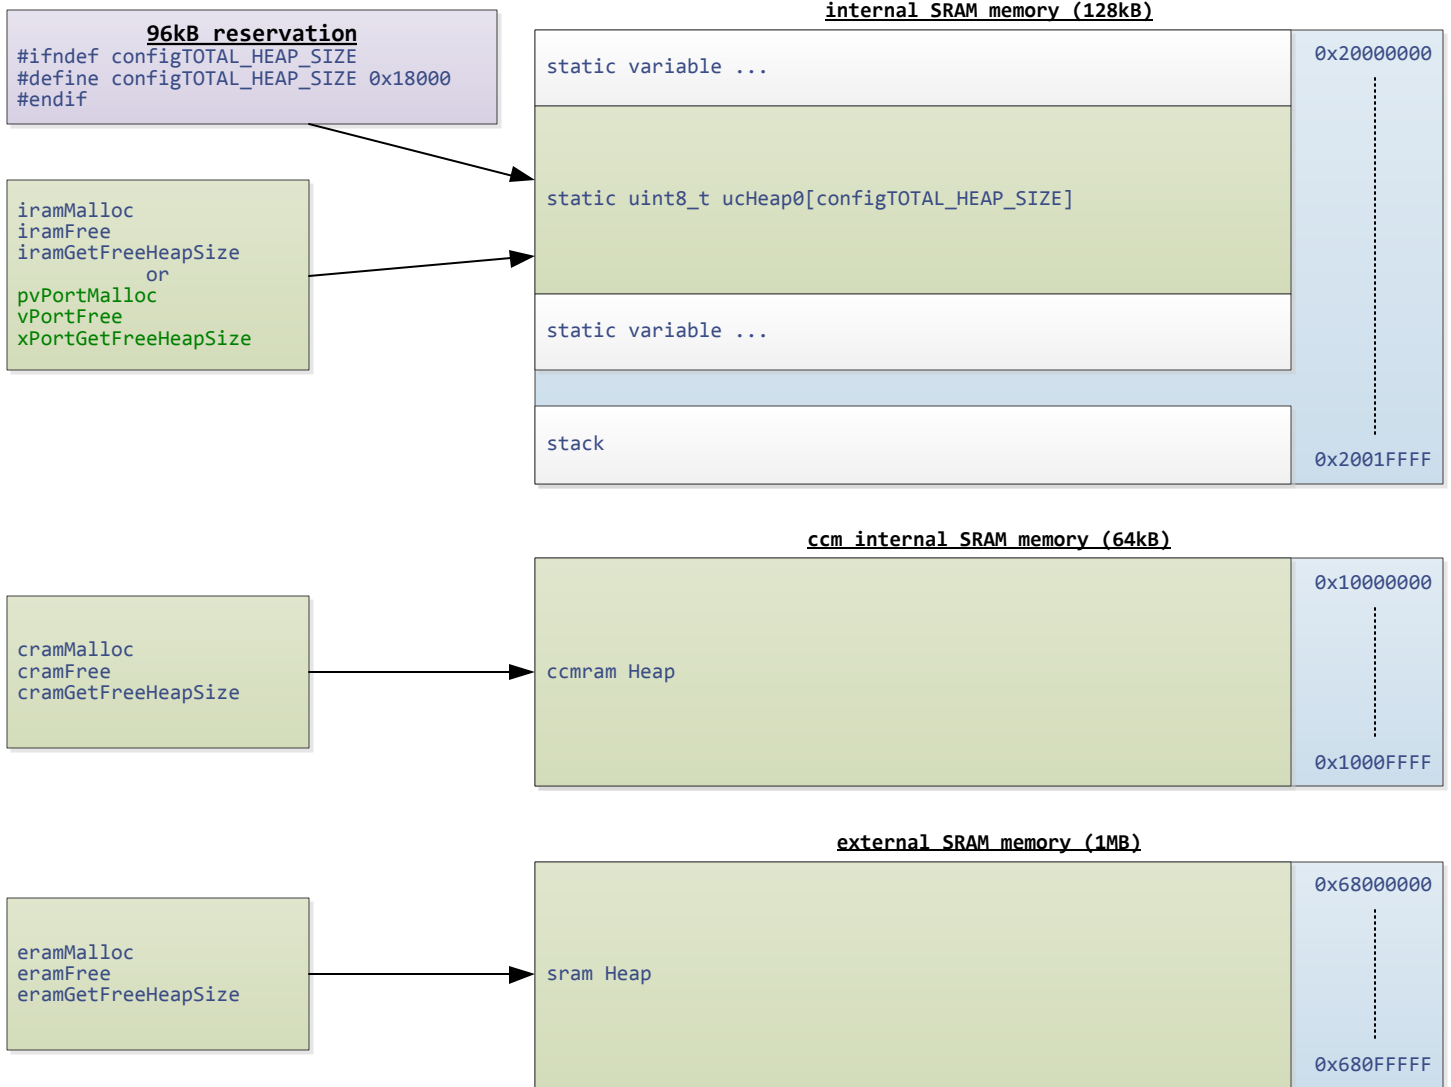 96kB reservation
#ifndef configTOTAL_HEAP_SIZE
#define configTOTAL_HEAP_SIZE 0x18000
#endif
iramMalloc
iramFree
iramGetFreeHeapSize
or
pvPortMalloc
vPortFree
xPortGetFreeHeapSize
internal SRAM memory (128kB)
static variable ...
static uint8_t ucHeap0[configTOTAL_HEAP_SIZE]
static variable ...
stack
0x20000000
0x2001FFFF
ccm internal SRAM memory (64kB)
cramMalloc
cramFree
cramGetFreeHeapSize
ccmram Heap
0x10000000
0x1000FFFF
external SRAM memory (1MB)
eramMalloc
eramFree
eramGetFreeHeapSize
sram Heap
0x68000000
0x680FFFFF